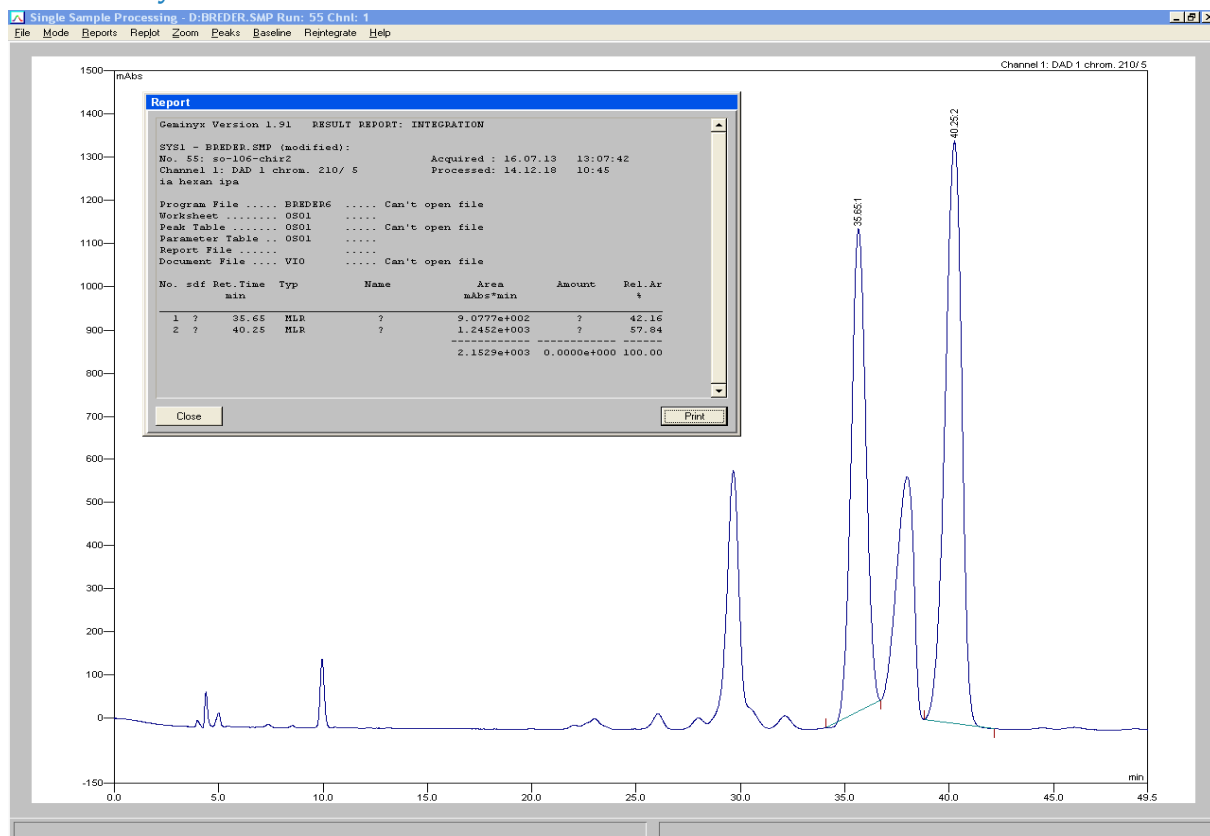 Single Sample Processing - D:BREDER.SMP Run: 55 Chnl: 1
File Mode Reports Replot Zoom Peaks Baseline Reintegrate Help
Channel 1: DAD 1 chrom. 210/ 5
mAbs
1500
1400
1300
1200
1100
1000
900
800
700
600
500
400
300
200
100
0
-150
Report
Geminyx Version 1.91 RESULT REPORT: INTEGRATION
SYS1 - BREDER.SMP (modified):
No. 55: so-106-chir2 Acquired : 16.07.13 13:07:42
Channel 1: DAD 1 chrom. 210/ 5 Processed: 14.12.18 10:45
ia hexan ipa
Program File ..... BREDER6 ..... Can't open file
Worksheet ........ OS01 .....
Peak Table ....... OS01 ..... Can't open file
Parameter Table .. OS01 .....
Report File ...... .....
Document File .... VIO ..... Can't open file
No. sdf Ret.Time Typ Name Area Amount Rel.Ar
min mAbs*min %
1 ? 35.65 MLR ? 9.0777e+002 ? 42.16
2 ? 40.25 MLR ? 1.2452e+003 ? 57.84
------------ ------------ ------
2.1529e+003 0.0000e+000 100.00
Close Print
35.65:1
40.25:2
min
0.0 5.0 10.0 15.0 20.0 25.0 30.0 35.0 40.0 45.0 49.5